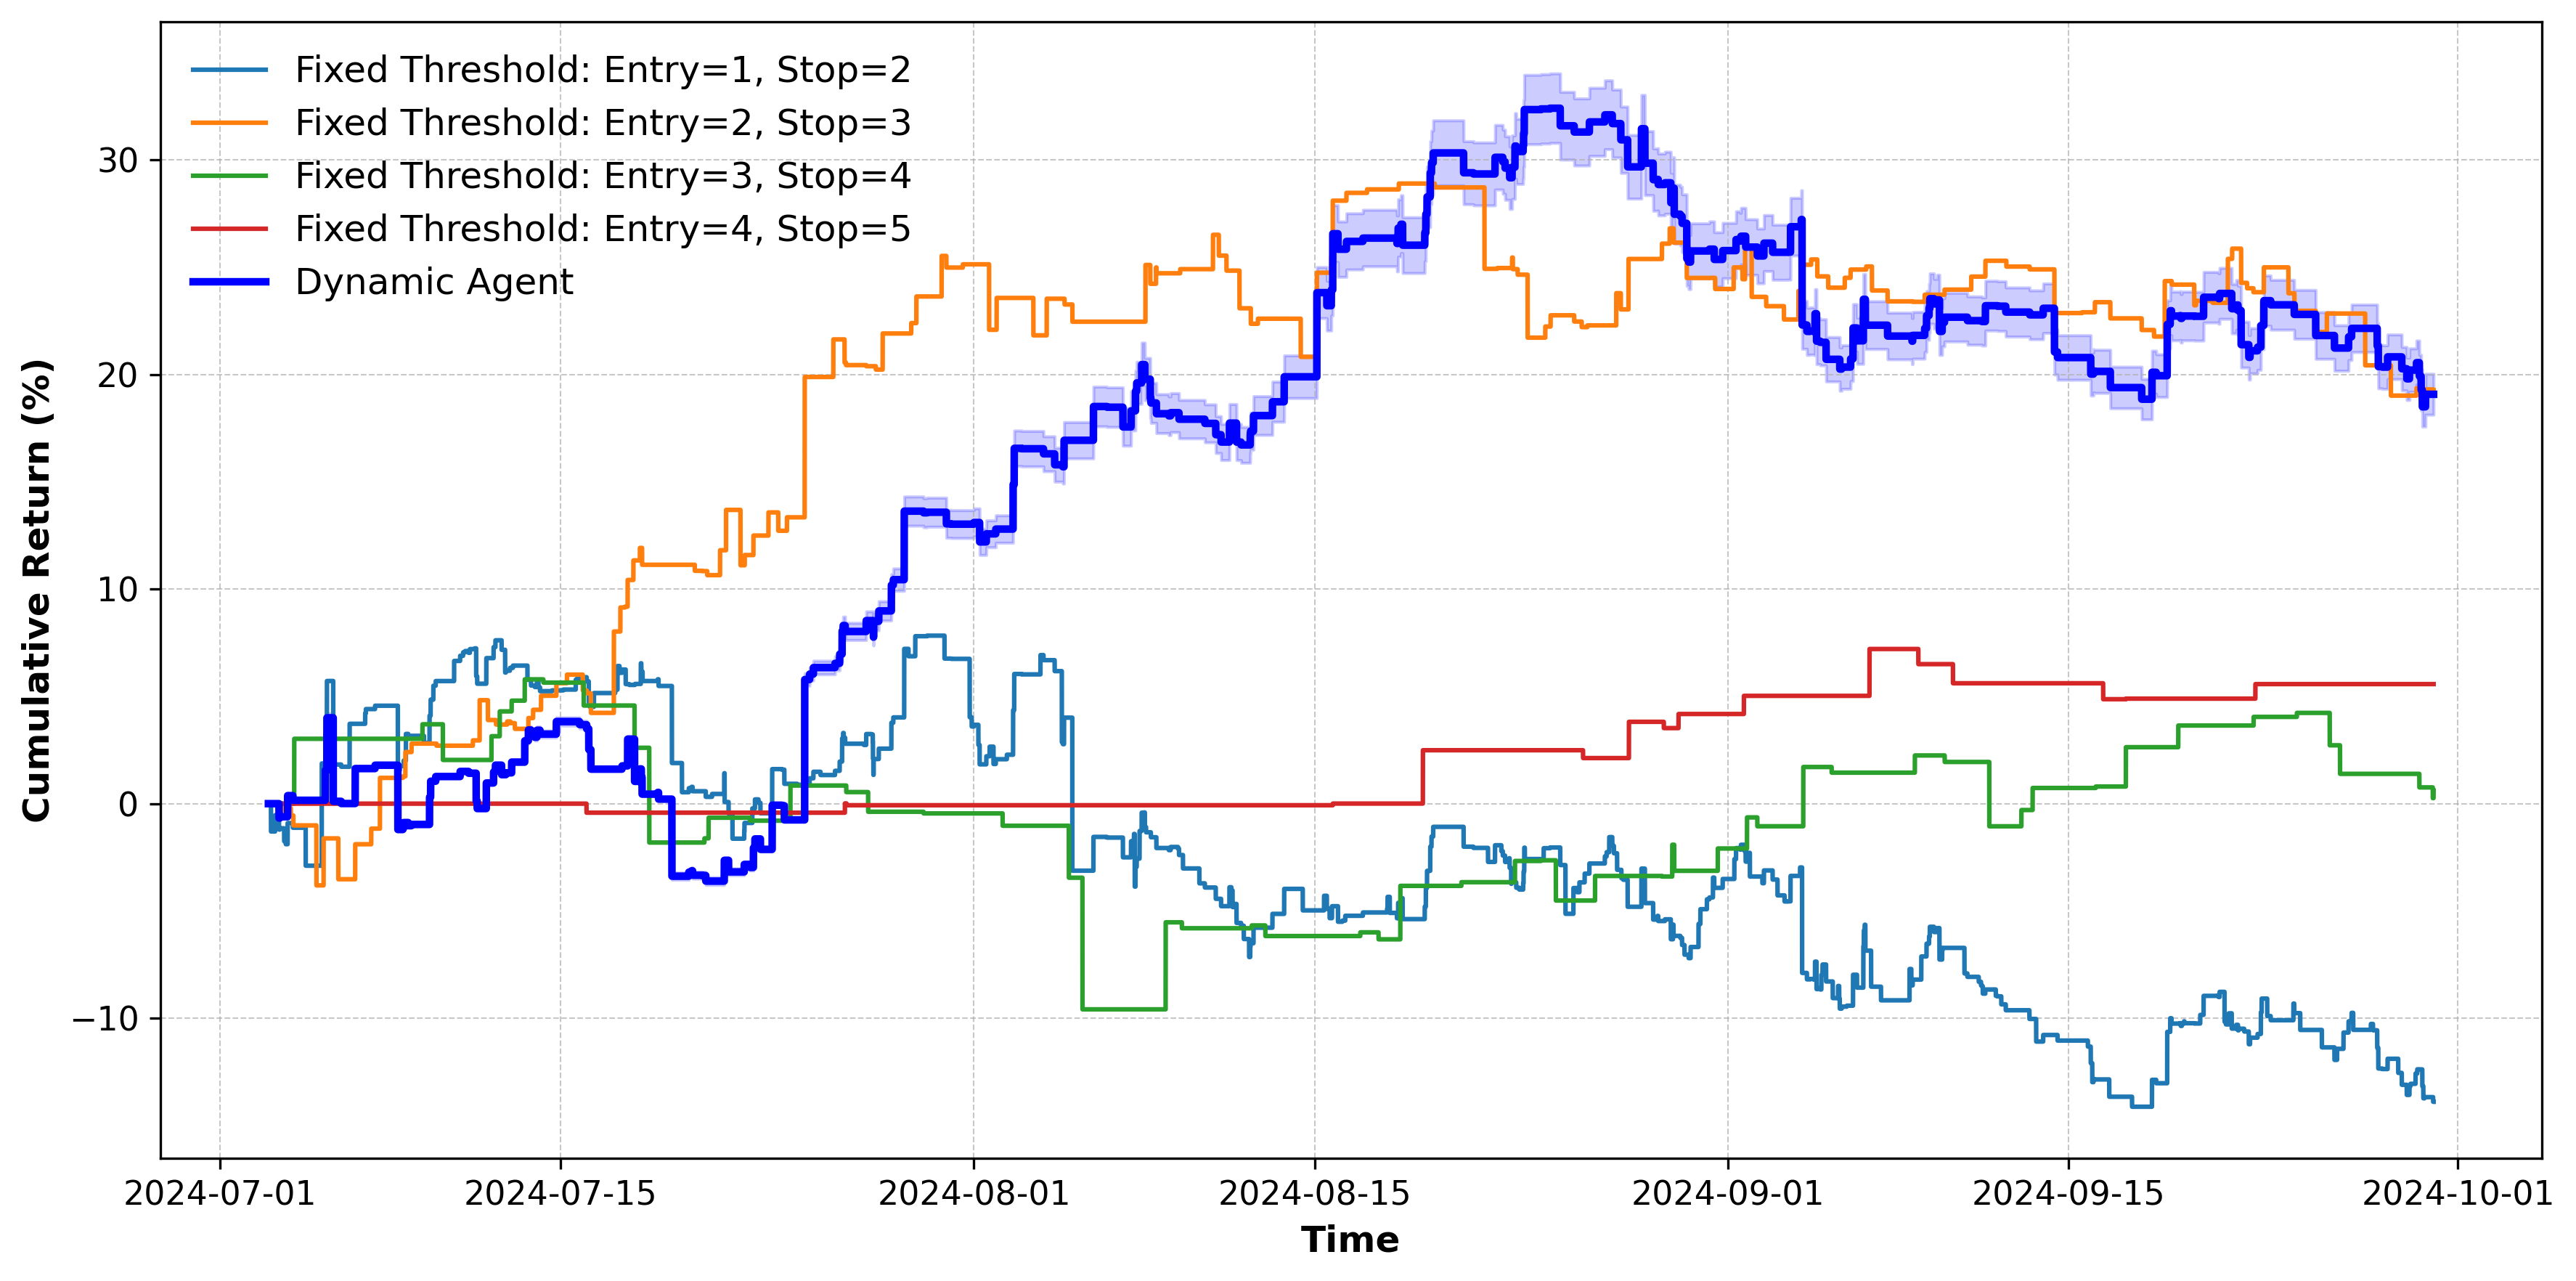 Fixed Threshold: Entry=1, Stop=2
Fixed Threshold: Entry=2, Stop=3
Fixed Threshold: Entry=3, Stop=4
Fixed Threshold: Entry=4, Stop=5
Dynamic Agent
Cumulative Return (%)
30
20
10
0
−10
2024-07-01 2024-07-15 2024-08-01 2024-08-15 2024-09-01 2024-09-15 2024-10-01
Time